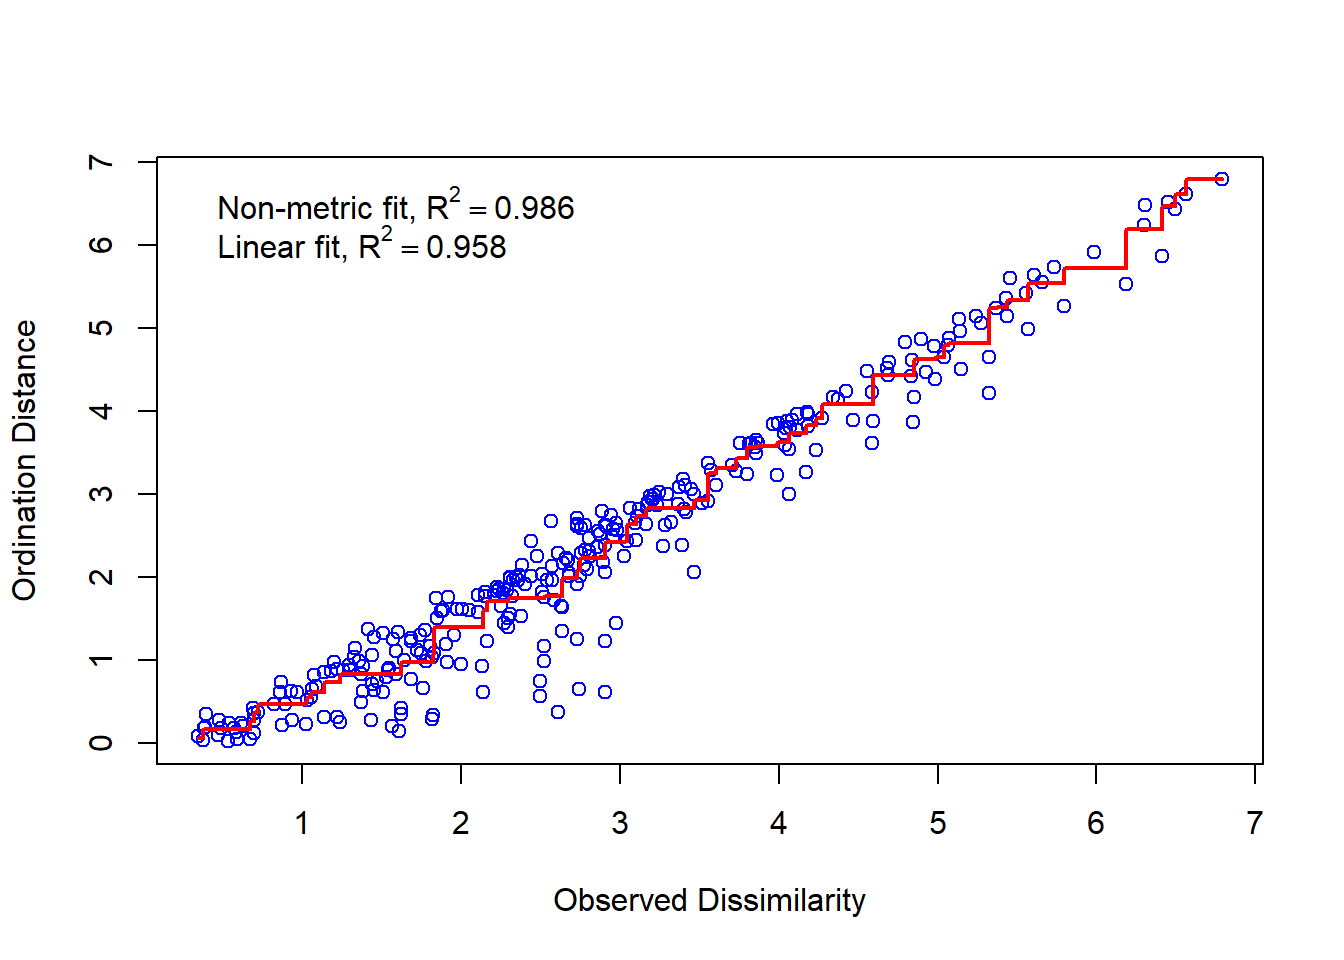 Non-metric fit, R² = 0.986
Linear fit, R² = 0.958
Ordination Distance
7
6
5
4
3
2
1
0
1 2 3 4 5 6 7
Observed Dissimilarity